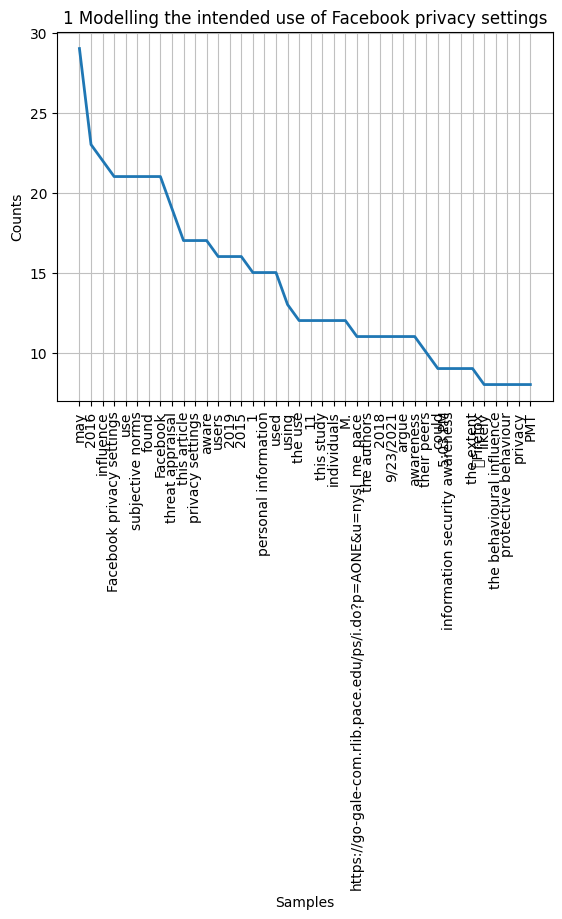 1 Modelling the intended use of Facebook privacy settings
Counts
30
25
20
15
10
may
2016
influence
Facebook privacy settings
use
subjective norms
found
Facebook
threat appraisal
this article
privacy settings
aware
users
2019
2015
1
personal information
used
using
the use
11
this study
individuals
M.
https://go-gale-com.rlib.pace.edu/ps/i.do?p=AONE&u=nysl_me_pace
the authors
2018
9/23/2021
argue
awareness
their peers
could
information security awareness
the extent
likely
the behavioural influence
protective behaviour
privacy
PMT
Samples